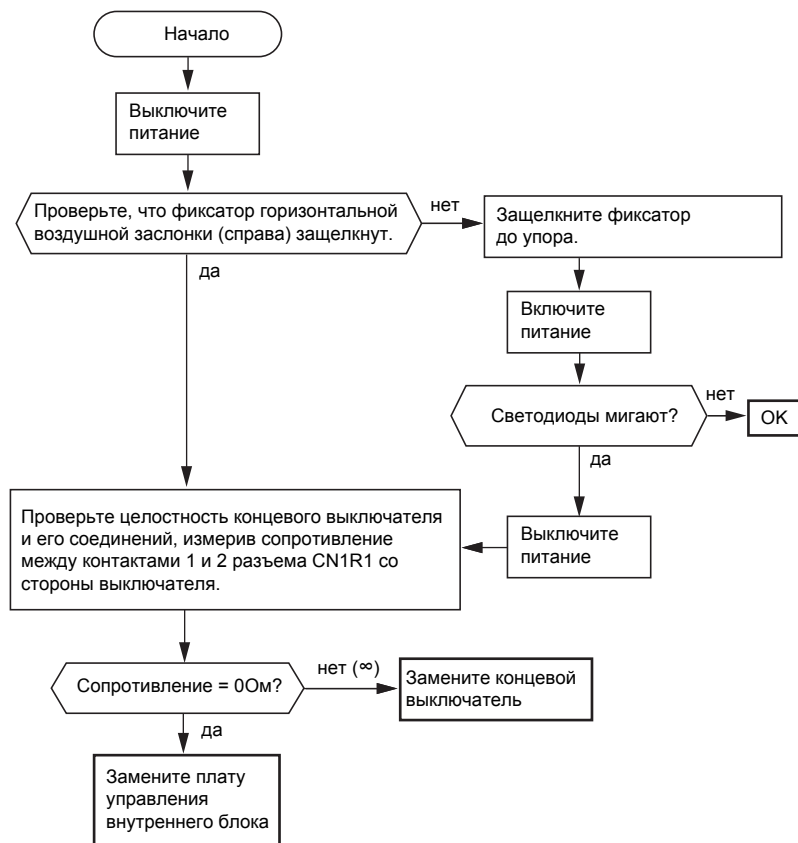 Начало
Выключите
питание
Проверьте, что фиксатор горизонтальной
воздушной заслонки (справа) защелкнут.
нет
Защелкните фиксатор
до упора.
да
Включите
питание
Светодиоды мигают?
нет
OK
да
Выключите
питание
Проверьте целостность концевого выключателя
и его соединений, измерив сопротивление
между контактами 1 и 2 разъема CN1R1 со
стороны выключателя.
Сопротивление = 0Ом?
нет (∞)
Замените концевой
выключатель
да
Замените плату
управления
внутреннего блока